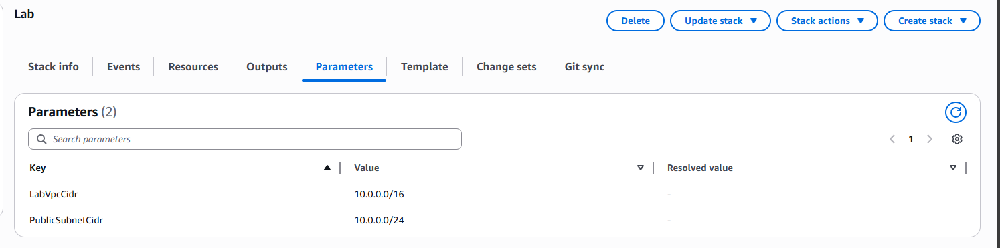 Lab
Delete Update stack Stack actions Create stack
Stack info Events Resources Outputs Parameters Template Change sets Git sync
Parameters (2)
Search parameters
1
Key Value Resolved value
LabVpcCidr 10.0.0.0/16 -
PublicSubnetCidr 10.0.0.0/24 -